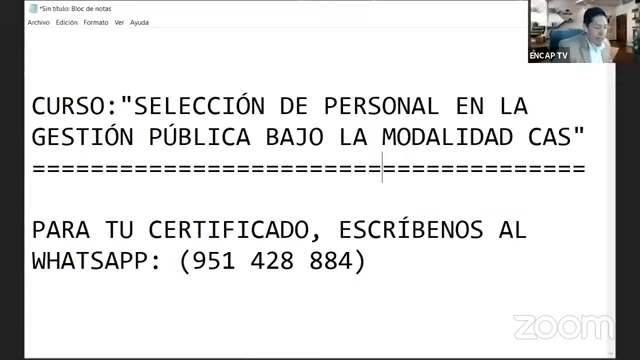 *Sin título: Bloc de notas
Archivo Edición Formato Ver Ayuda
ENCAP TV
CURSO:"SELECCIÓN DE PERSONAL EN LA
GESTIÓN PÚBLICA BAJO LA MODALIDAD CAS"
======================================
PARA TU CERTIFICADO, ESCRÍBENOS AL
WHATSAPP: (951 428 884)
zoom